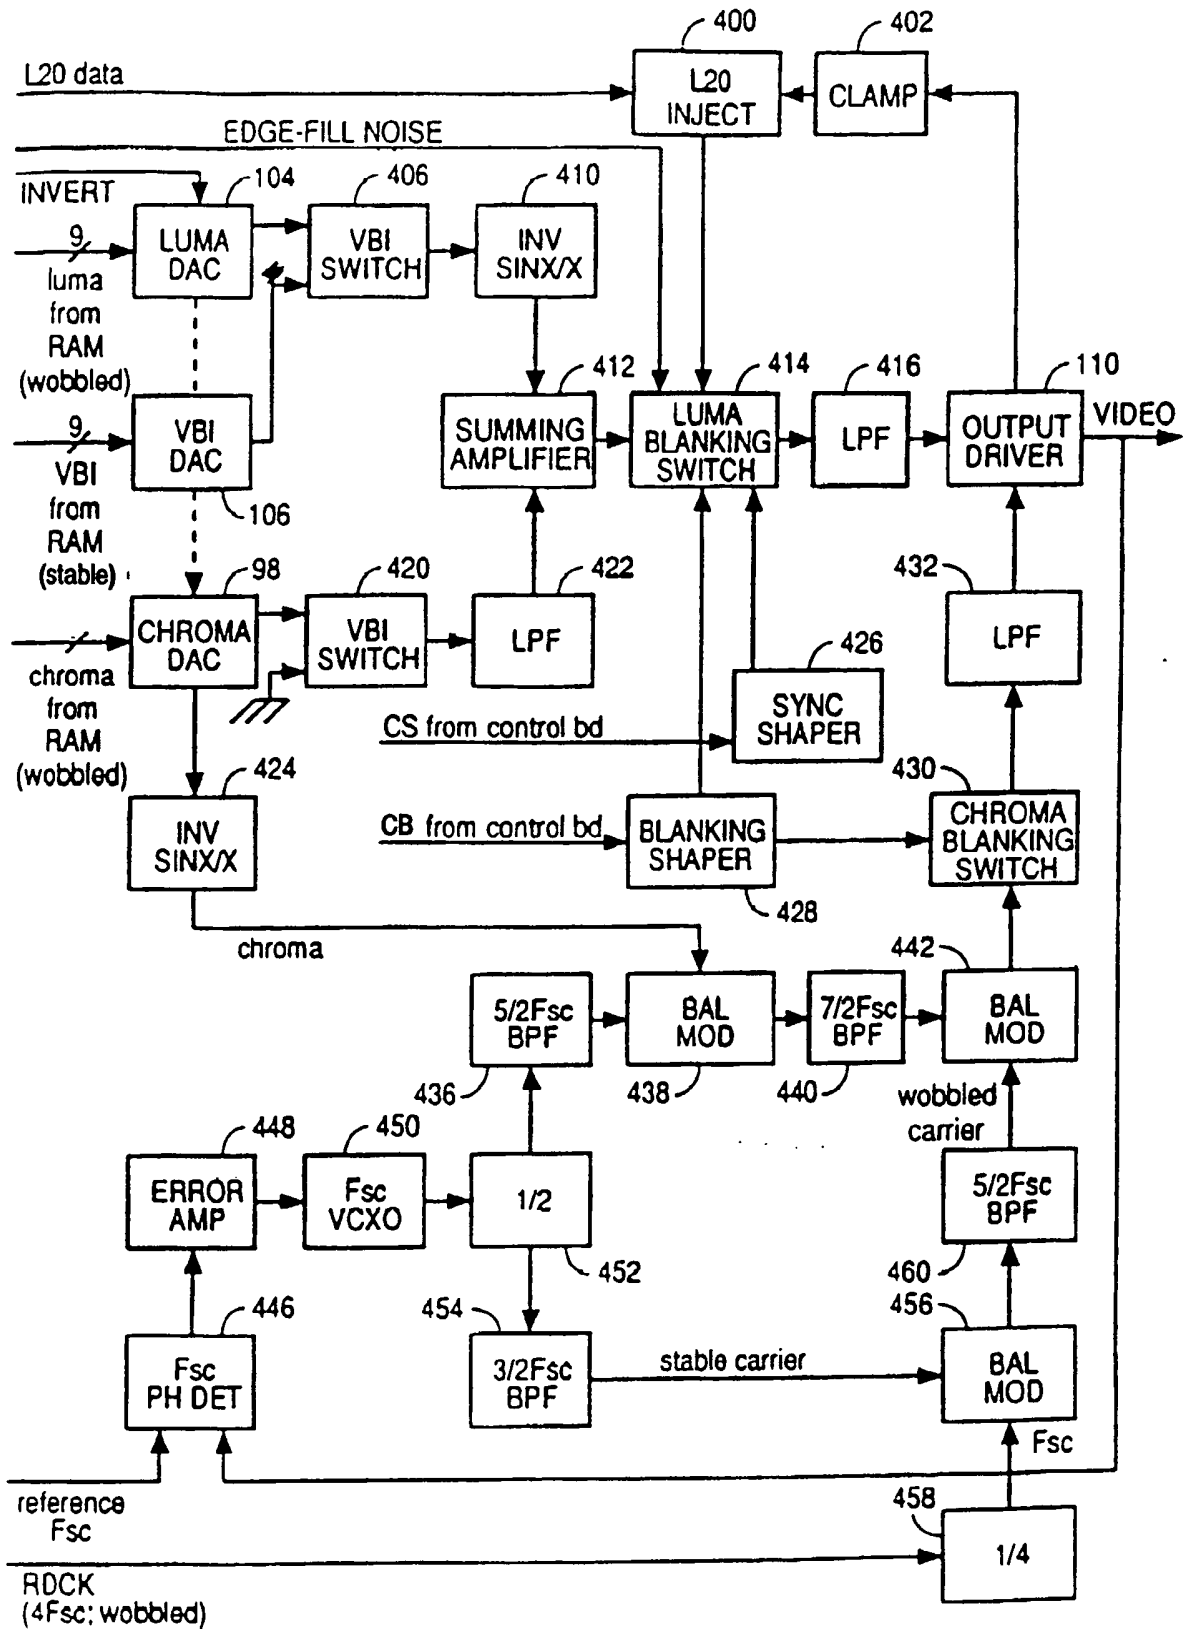 400
402
L20 data
L20
INJECT
CLAMP
EDGE-FILL NOISE
INVERT
104
406
410
9
LUMA
DAC
VBI
SWITCH
INV
SINX/X
luma
from
RAM
(wobbled)
412
414
416
110
9
VBI
DAC
SUMMING
AMPLIFIER
LUMA
BLANKING
SWITCH
LPF
OUTPUT
DRIVER
VIDEO
VBI
from
RAM
(stable)
106
98
420
422
432
CHROMA
DAC
VBI
SWITCH
LPF
LPF
chroma
from
RAM
(wobbled)
426
CS from control bd
SYNC
SHAPER
424
430
INV
SINX/X
CB from control bd
BLANKING
SHAPER
CHROMA
BLANKING
SWITCH
428
chroma
442
5/2Fsc
BPF
BAL
MOD
7/2Fsc
BPF
BAL
MOD
436
438
440
wobbled
carrier
448
450
ERROR
AMP
Fsc
VCXO
1/2
5/2Fsc
BPF
452
460
446
454
456
Fsc
PH DET
3/2Fsc
BPF
stable carrier
BAL
MOD
Fsc
reference
Fsc
458
1/4
RDCK
(4Fsc; wobbled)